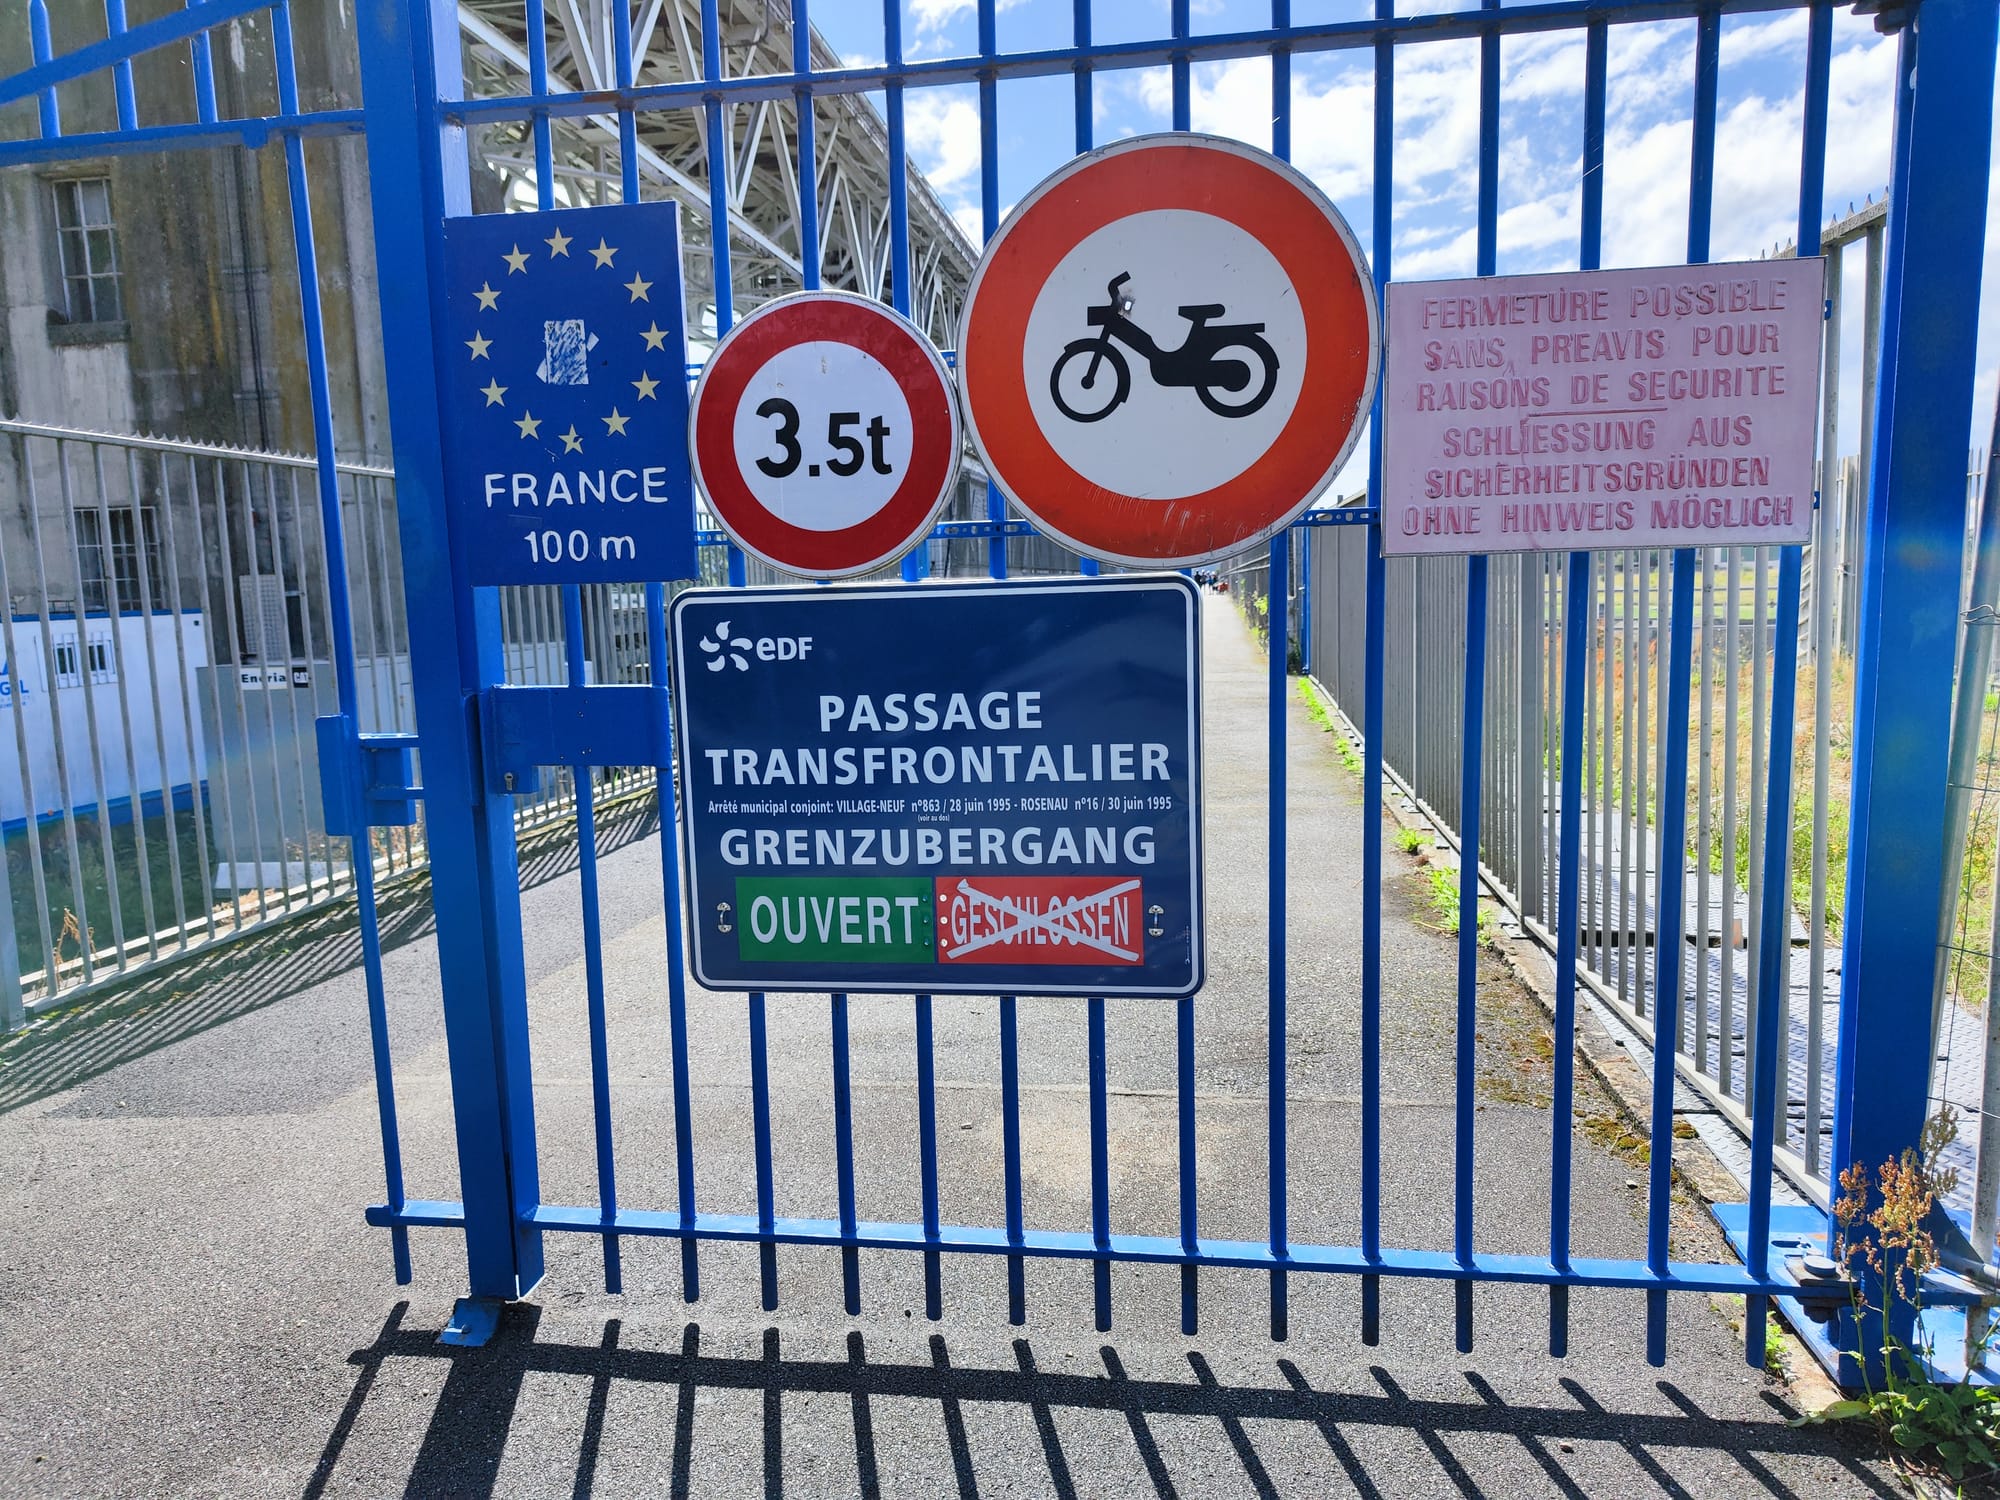 FRANCE
100 m
3.5t
FERMETURE POSSIBLE
SANS PREAVIS POUR
RAISONS DE SECURITE
SCHLIESSUNG AUS
SICHERHEITSGRÜNDEN
OHNE HINWEIS MÖGLICH
eDF
PASSAGE
TRANSFRONTALIER
Arrêté municipal conjoint: VILLAGE-NEUF n°863 / 28 juin 1995 - ROSENAU n°16 / 30 juin 1995
(voir au dos)
GRENZUBERGANG
OUVERT GESCHLOSSEN
Eneria CAT